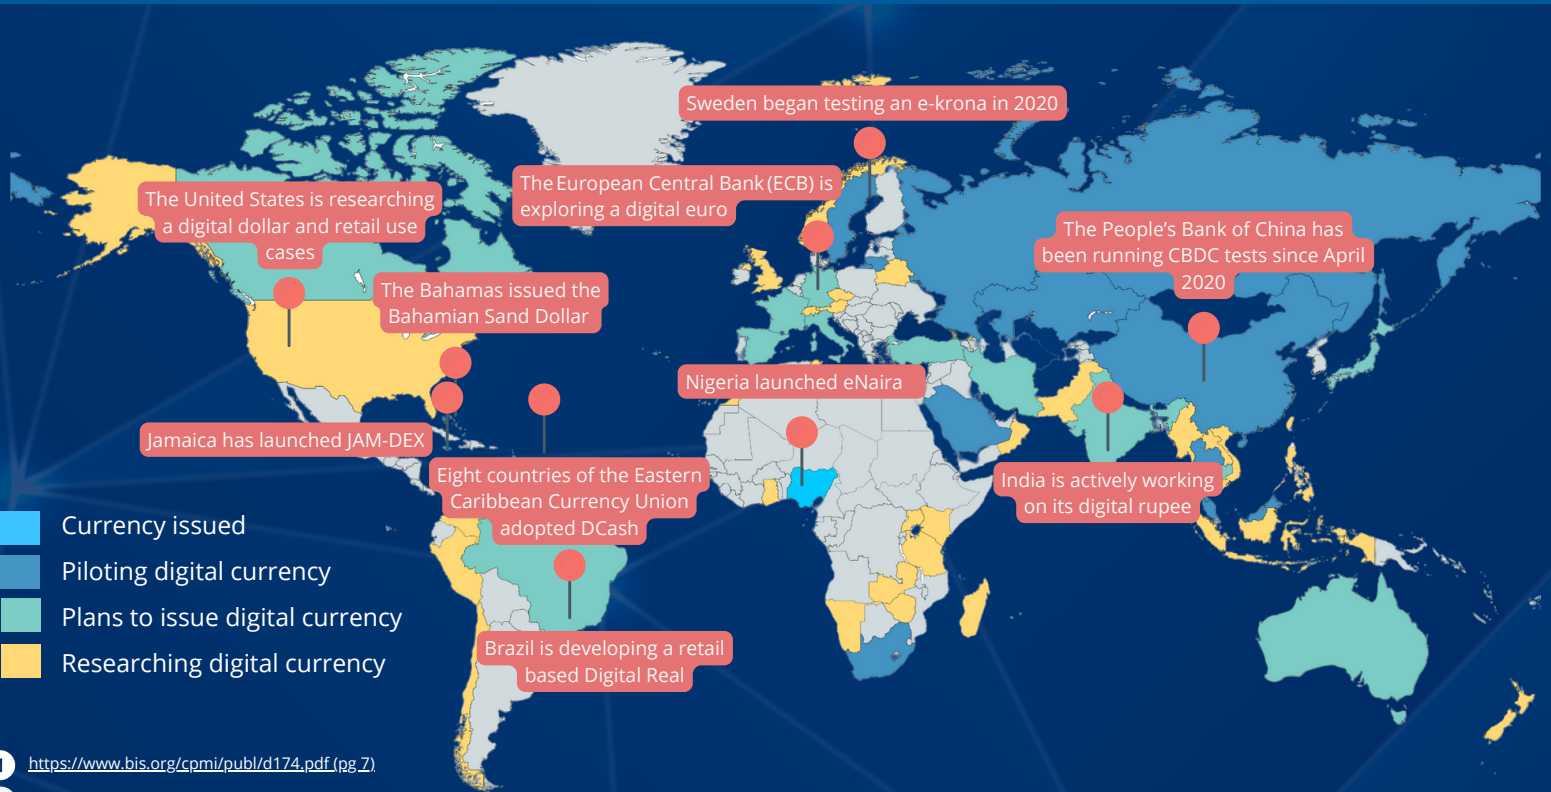 Sweden began testing an e-krona in 2020
The European Central Bank (ECB) is
exploring a digital euro
The United States is researching
a digital dollar and retail use
cases
The People’s Bank of China has
been running CBDC tests since April
2020
The Bahamas issued the
Bahamian Sand Dollar
Nigeria launched eNaira
Jamaica has launched JAM-DEX
Eight countries of the Eastern
Caribbean Currency Union
adopted DCash
India is actively working
on its digital rupee
Brazil is developing a retail
based Digital Real
Currency issued
Piloting digital currency
Plans to issue digital currency
Researching digital currency
1 https://www.bis.org/cpmi/publ/d174.pdf (pg 7)